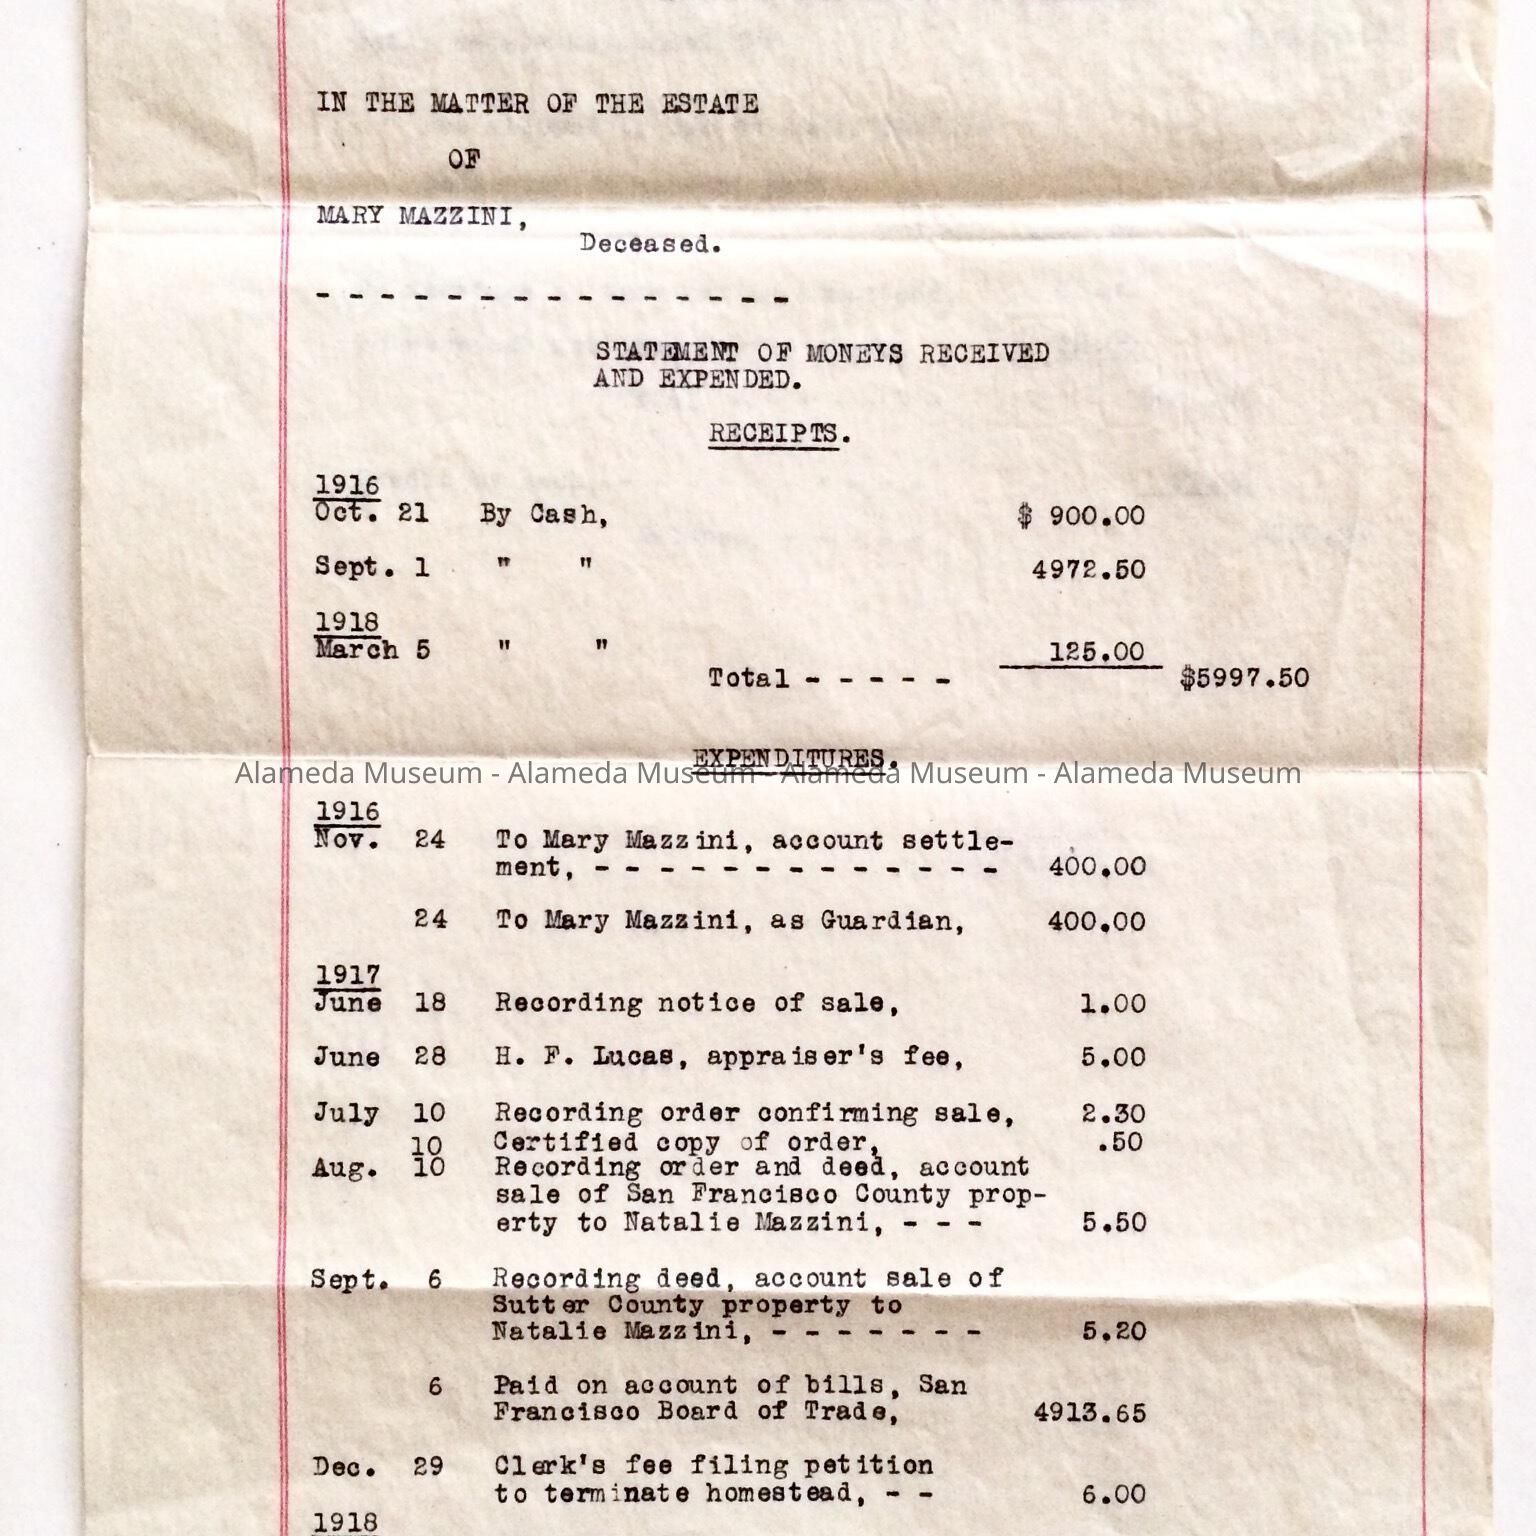 IN THE MATTER OF THE ESTATE
OF
MARY MAZZINI,
Deceased.
- - - - - - - - - - - - - - -
STATEMENT OF MONEYS RECEIVED
AND EXPENDED.
RECEIPTS.
1916
Oct. 21 By Cash, $ 900.00
Sept. 1 " " 4972.50
1918
March 5 " " 125.00
Total - - - - - $5997.50
EXPENDITURES.
Alameda Museum - Alameda Museum - Alameda Museum - Alameda Museum
1916
Nov. 24 To Mary Mazzini, account settle-
ment, - - - - - - - - - - - - - 400.00
24 To Mary Mazzini, as Guardian, 400.00
1917
June 18 Recording notice of sale, 1.00
June 28 H. F. Lucas, appraiser's fee, 5.00
July 10 Recording order confirming sale, 2.30
10 Certified copy of order, .50
Aug. 10 Recording order and deed, account
sale of San Francisco County prop-
erty to Natalie Mazzini, - - - 5.50
Sept. 6 Recording deed, account sale of
Sutter County property to
Natalie Mazzini, - - - - - - - 5.20
6 Paid on account of bills, San
Francisco Board of Trade, 4913.65
Dec. 29 Clerk's fee filing petition
to terminate homestead, - - 6.00
1918